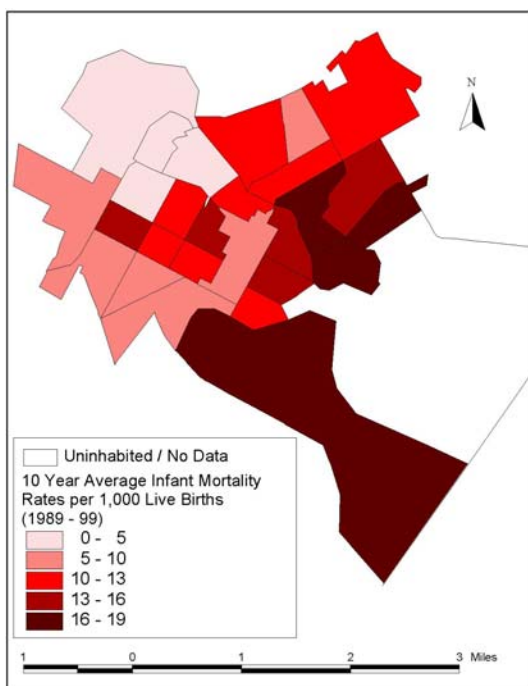 N
Uninhabited / No Data
10 Year Average Infant Mortality
Rates per 1,000 Live Births
(1989 - 99)
0 - 5
5 - 10
10 - 13
13 - 16
16 - 19
1 0 1 2 3 Miles